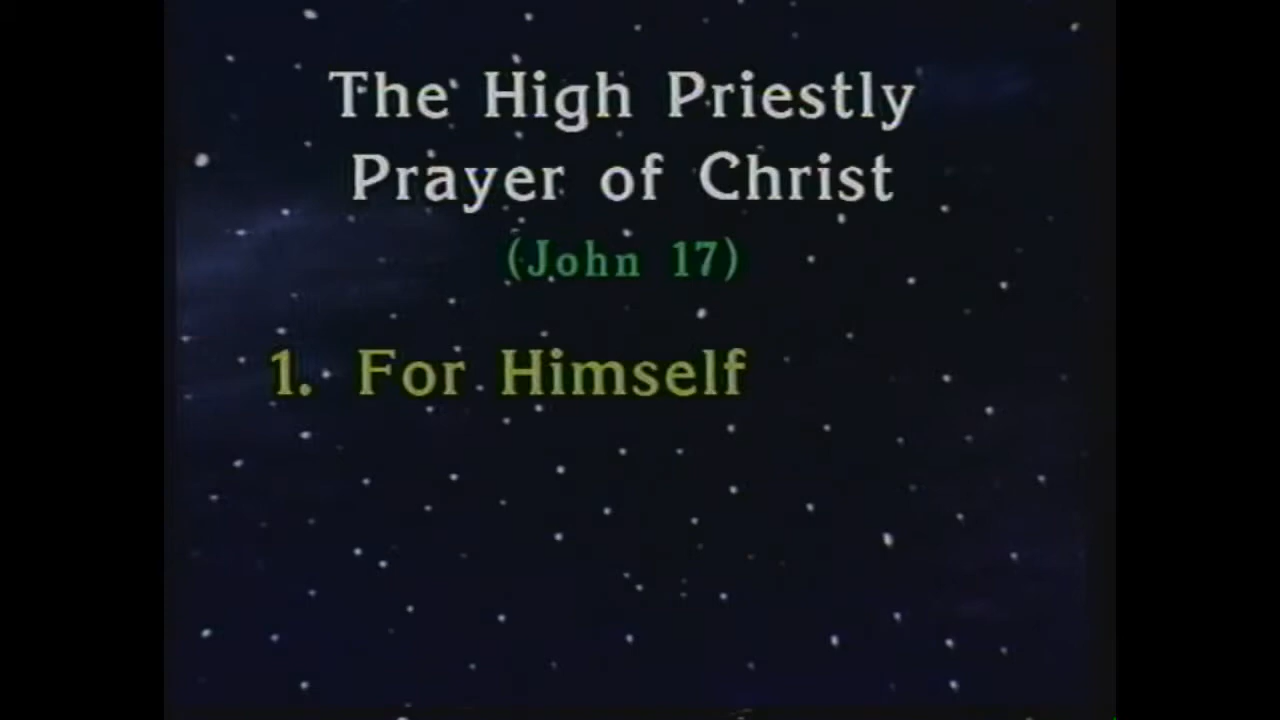 The High Priestly
Prayer of Christ
(John 17)
1. For Himself